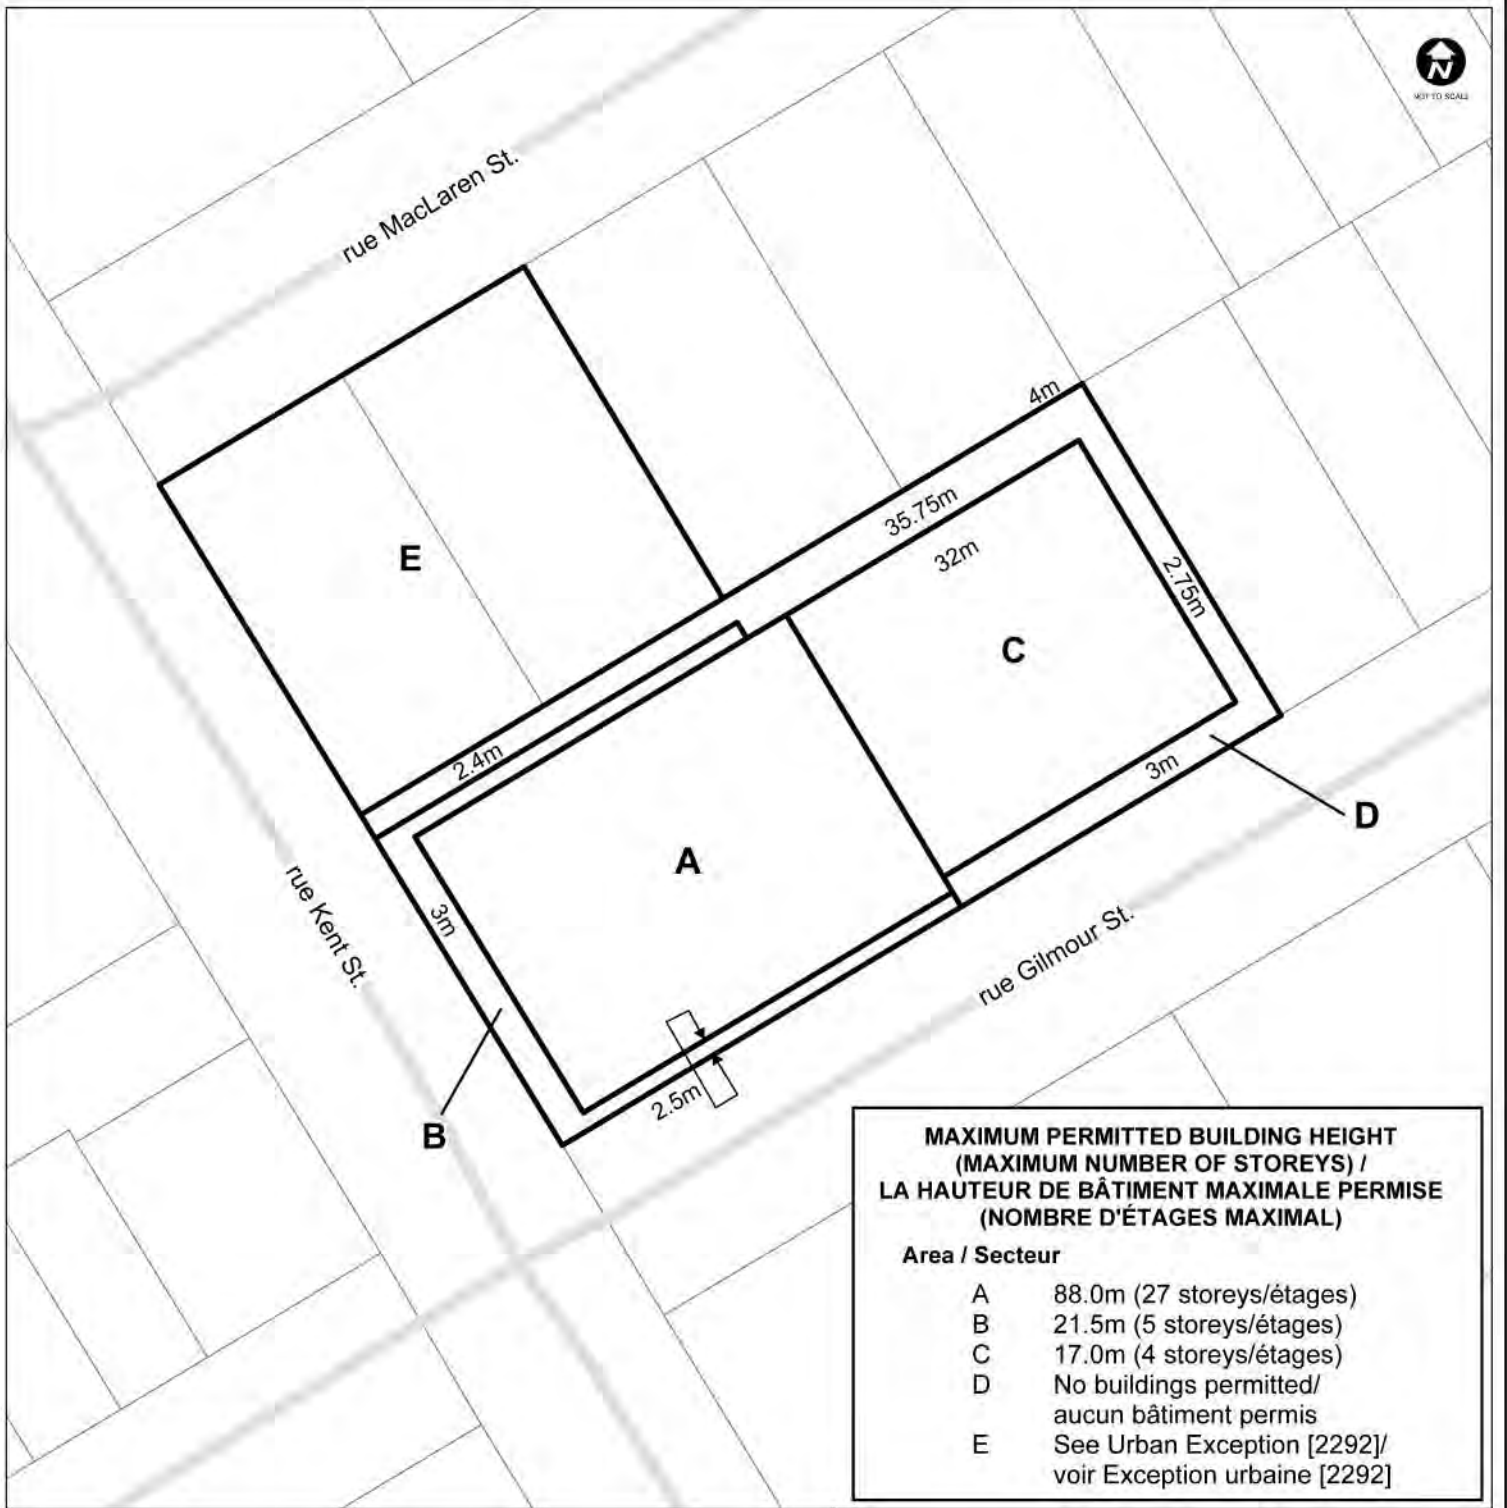 N
NOT TO SCALE
rue MacLaren St.
4m
35.75m
32m
E
2.75m
C
2.4m
3m
D
A
3m
rue Kent St.
rue Gilmour St.
2.5m
B
MAXIMUM PERMITTED BUILDING HEIGHT
(MAXIMUM NUMBER OF STOREYS) /
LA HAUTEUR DE BÂTIMENT MAXIMALE PERMISE
(NOMBRE D'ÉTAGES MAXIMAL)
Area / Secteur
A 88.0m (27 storeys/étages)
B 21.5m (5 storeys/étages)
C 17.0m (4 storeys/étages)
D No buildings permitted/
aucun bâtiment permis
E See Urban Exception [2292]/
voir Exception urbaine [2292]